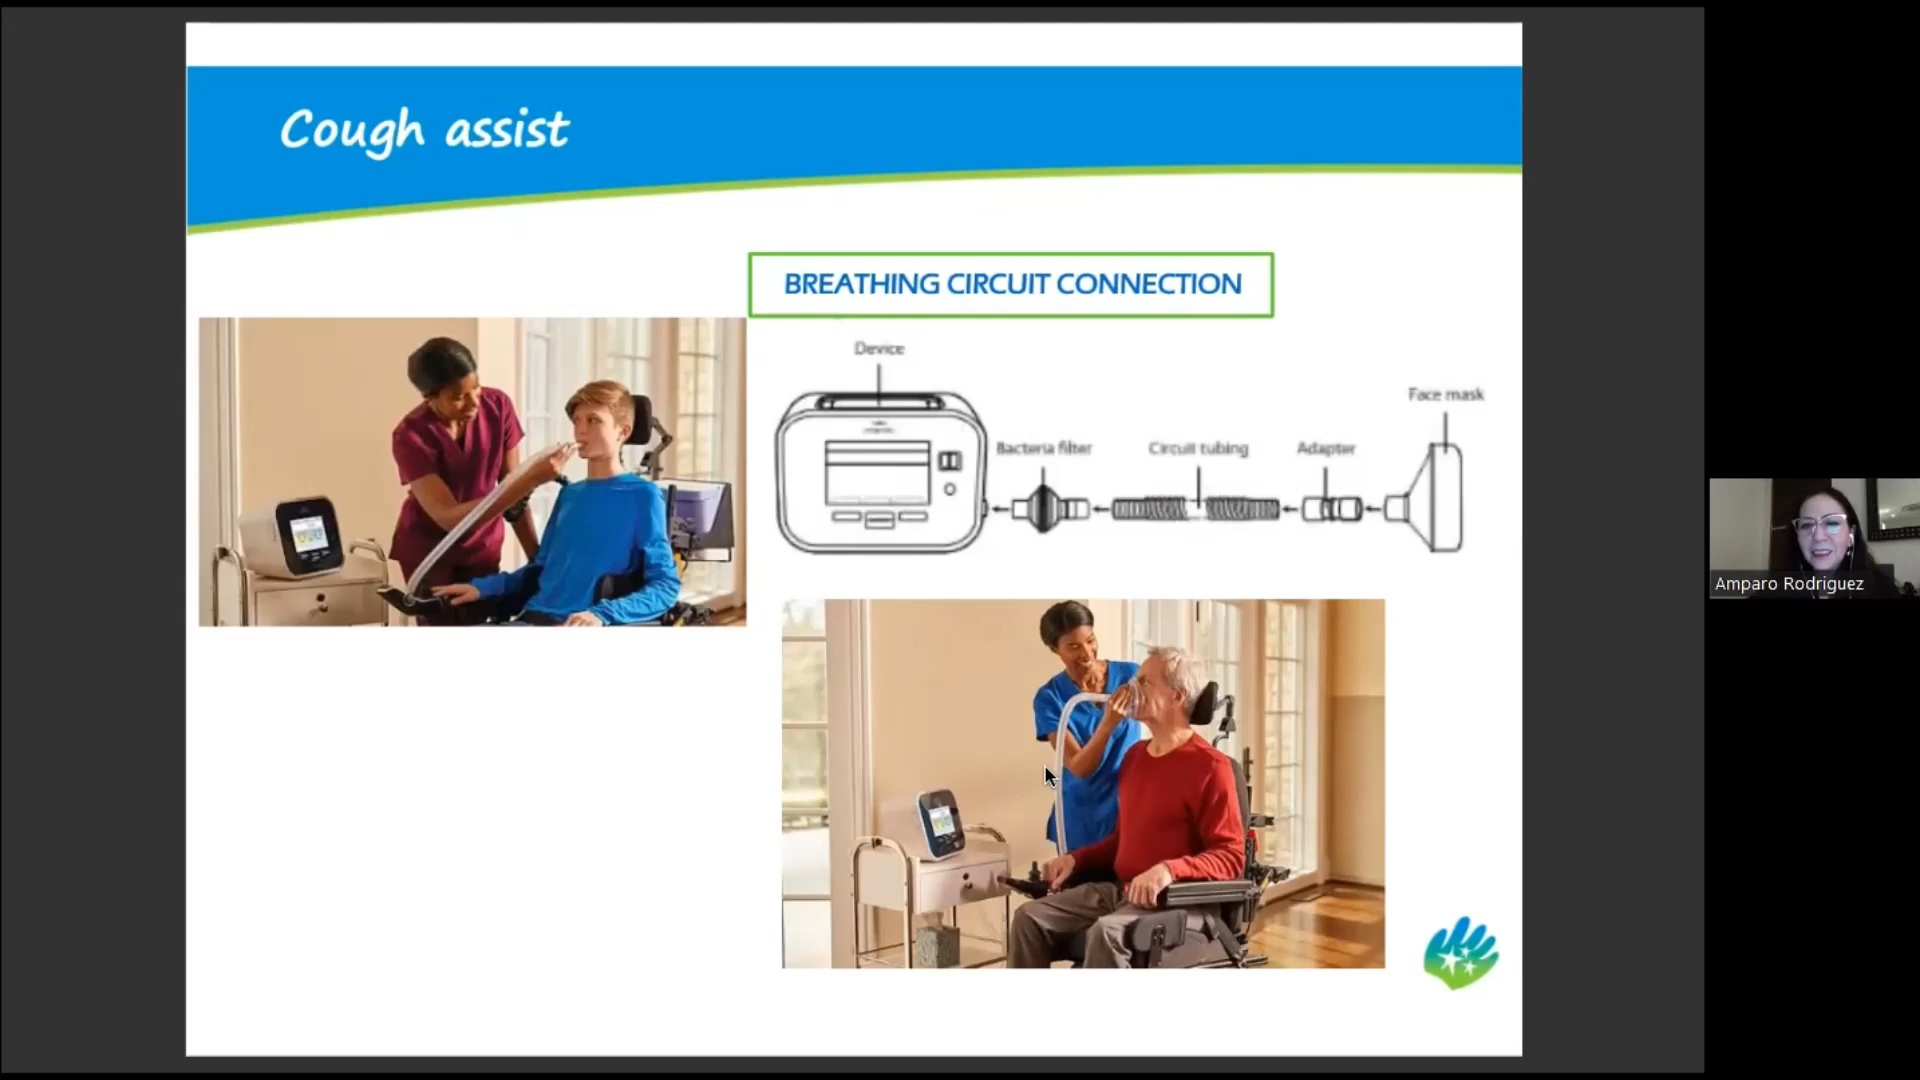 Cough assist
BREATHING CIRCUIT CONNECTION
Device
Face mask
Bacteria filter
Circuit tubing
Adapter
Amparo Rodriguez